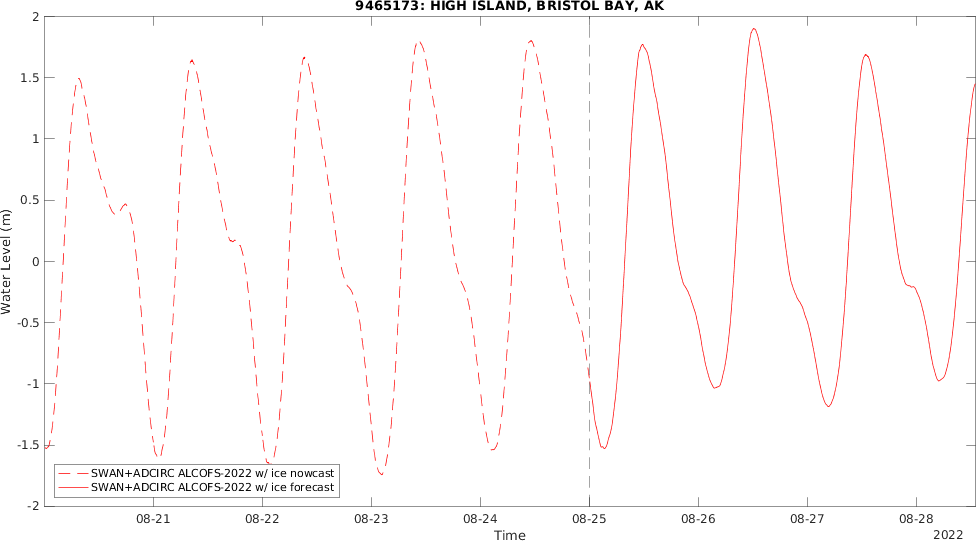 9465173: HIGH ISLAND, BRISTOL BAY, AK
2
1.5
1
0.5
0
-0.5
-1
-1.5
-2
Water Level (m)
SWAN+ADCIRC ALCOFS-2022 w/ ice nowcast
SWAN+ADCIRC ALCOFS-2022 w/ ice forecast
08-21 08-22 08-23 08-24 08-25 08-26 08-27 08-28
Time
2022